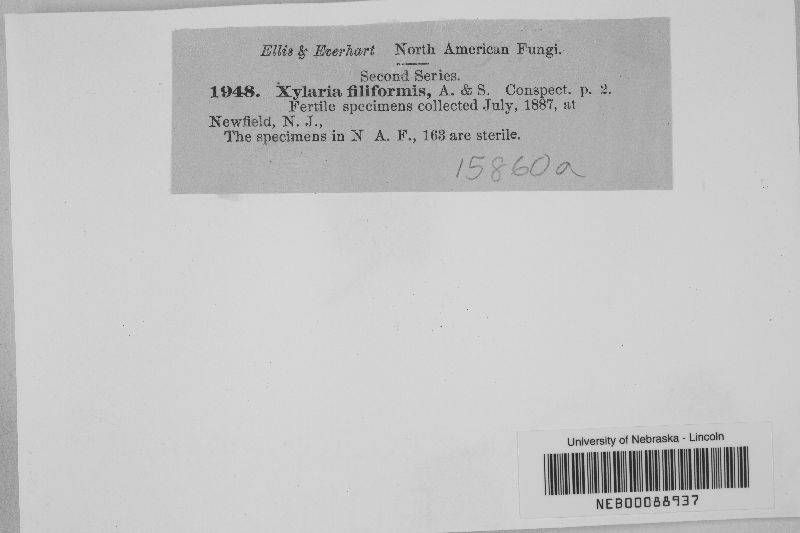 Ellis & Everhart North American Fungi.
Second Series.
1948. Xylaria filiformis, A. & S. Conspect. p. 2.
Fertile specimens collected July, 1887, at
Newfield, N. J.,
The specimens in N A. F., 163 are sterile.
15860a
University of Nebraska - Lincoln
NEB00088937